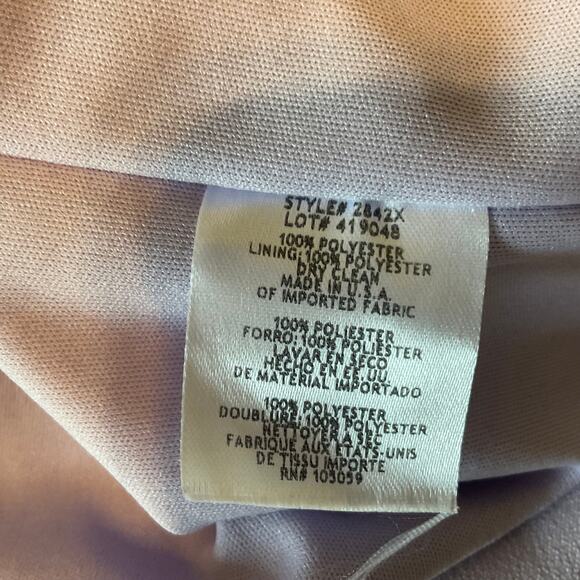 STYLE# 2842X
LOT# 419048
100% POLYESTER
LINING:100% POLYESTER
DRY CLEAN
MADE IN U.S.A.
OF IMPORTED FABRIC
100% POLIESTER
FORRO:100% POLIESTER
LAVAR EN SECO
HECHO EN EE.UU.
DE MATERIAL IMPORTADO
100% POLYESTER
DOUBLURE:100% POLYESTER
NETTOYER A SEC
FABRIQUE AUX ETATS-UNIS
DE TISSU IMPORTE
RN# 105059